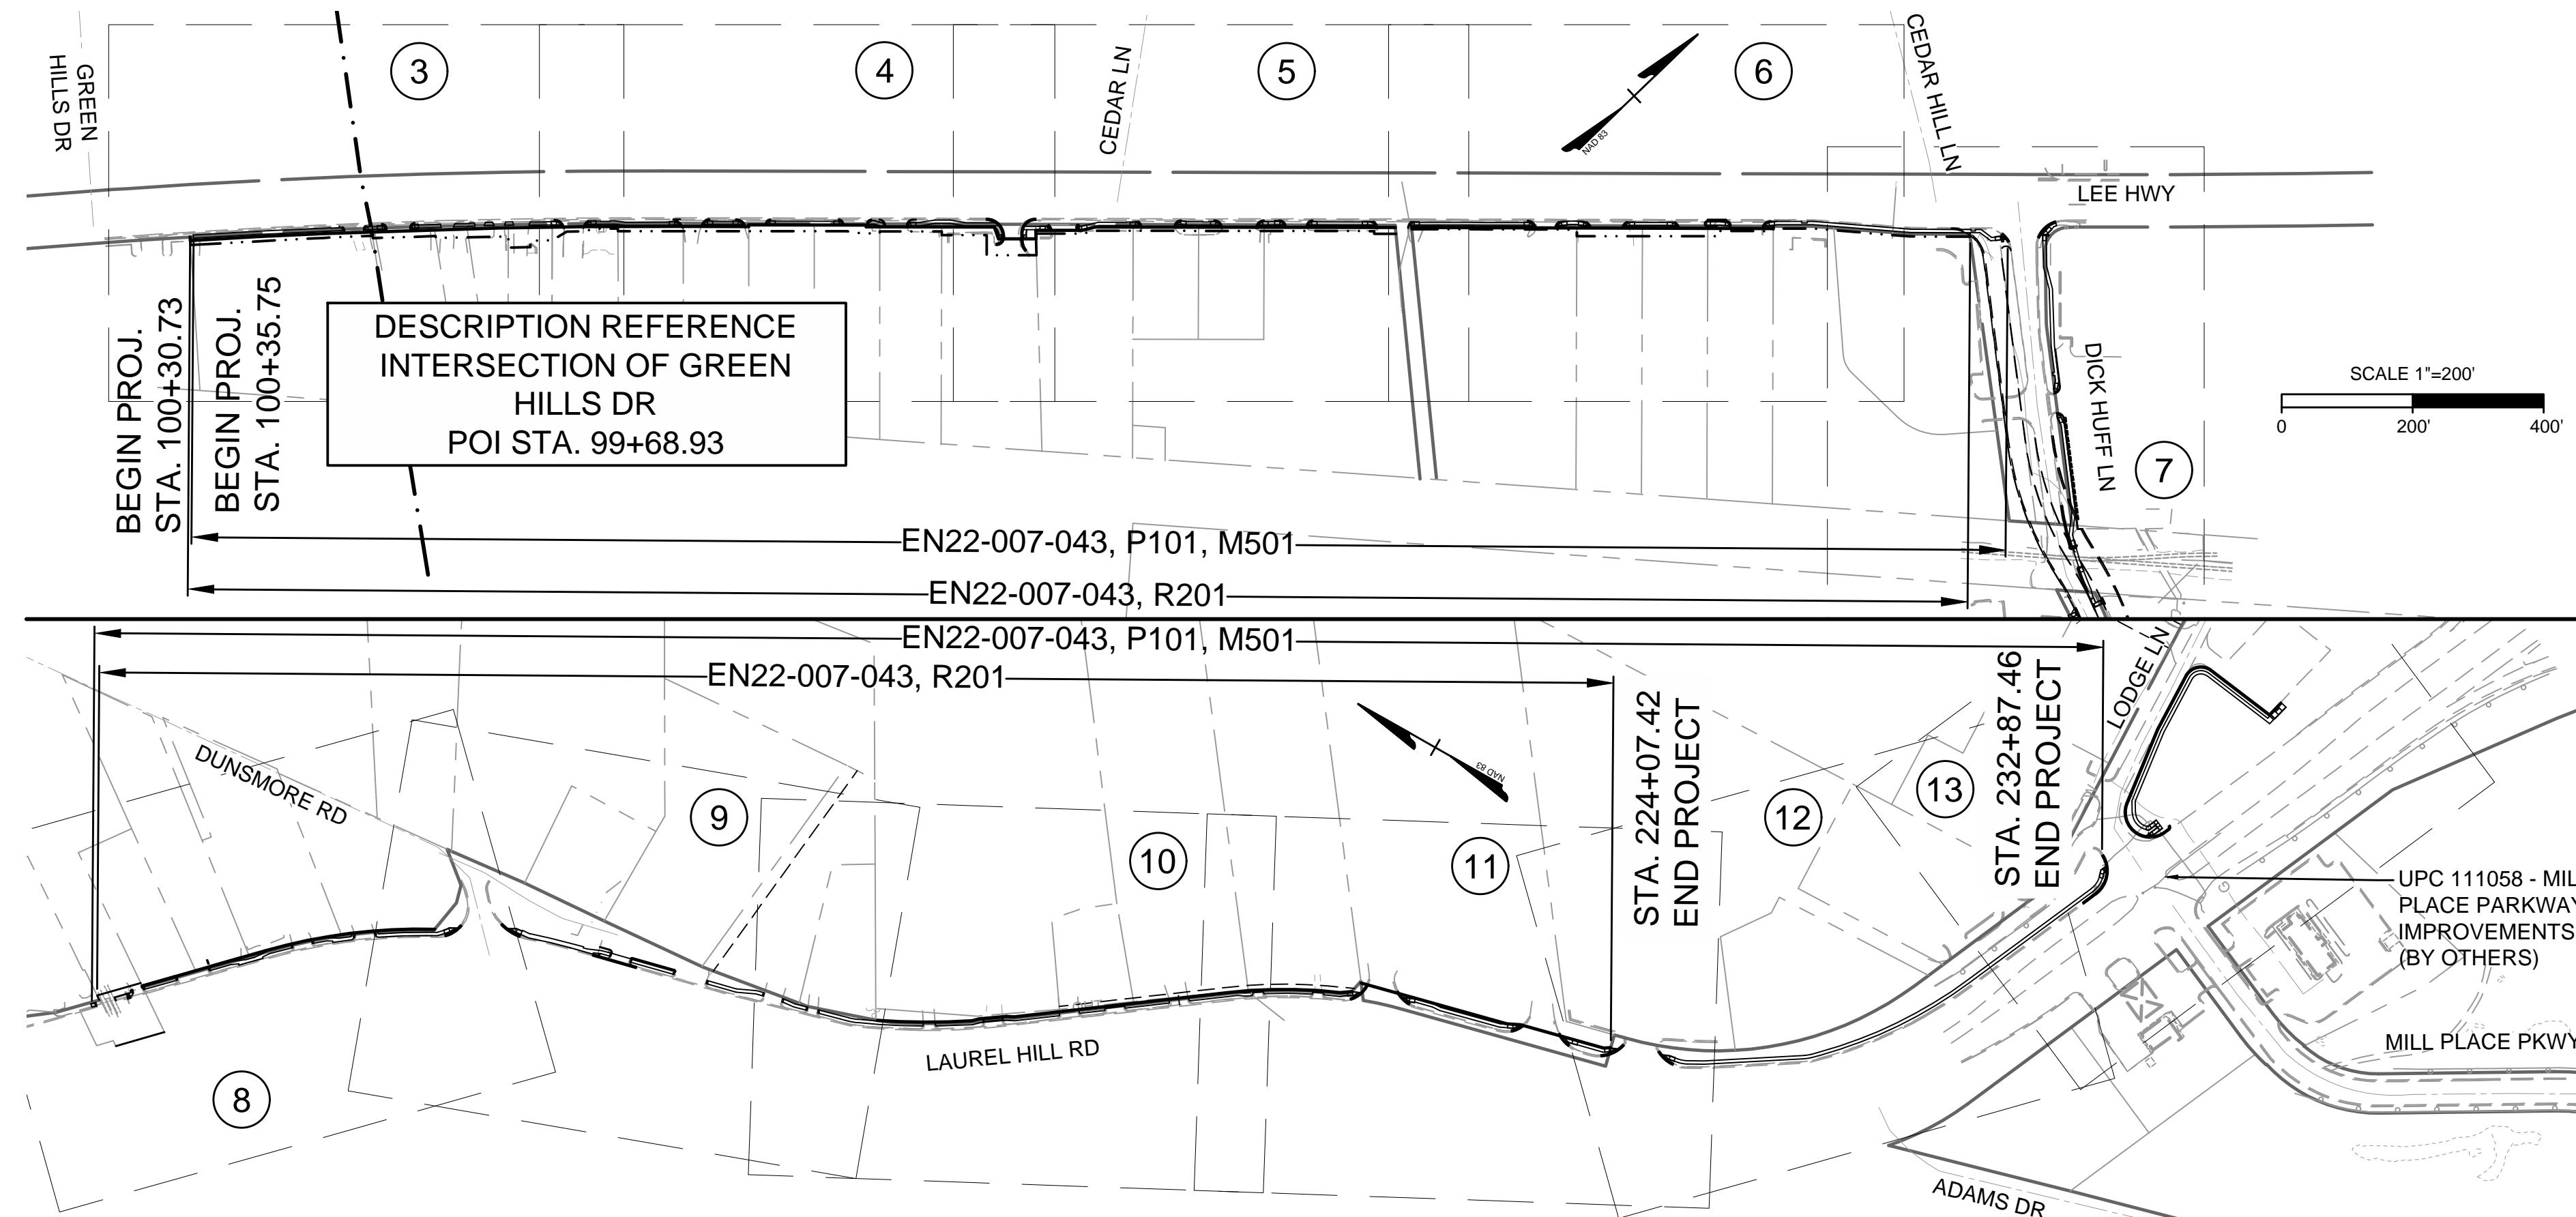 GREEN
HILLS DR
3
4
CEDAR LN
5
NAD 83
6
CEDAR HILL LN
LEE HWY
BEGIN PROJ.
STA. 100+30.73
BEGIN PROJ.
STA. 100+35.75
DESCRIPTION REFERENCE
INTERSECTION OF GREEN
HILLS DR
POI STA. 99+68.93
DICK HUFF LN
7
SCALE 1"=200'
0 200' 400'
EN22-007-043, P101, M501
EN22-007-043, R201
EN22-007-043, P101, M501
EN22-007-043, R201
DUNSMORE RD
8
9
10
LAUREL HILL RD
NAD 83
11
STA. 224+07.42
END PROJECT
12
13
STA. 232+87.46
END PROJECT
LODGE LN
UPC 111058 - MIL
PLACE PARKWAY
IMPROVEMENTS
(BY OTHERS)
MILL PLACE PKWY
ADAMS DR